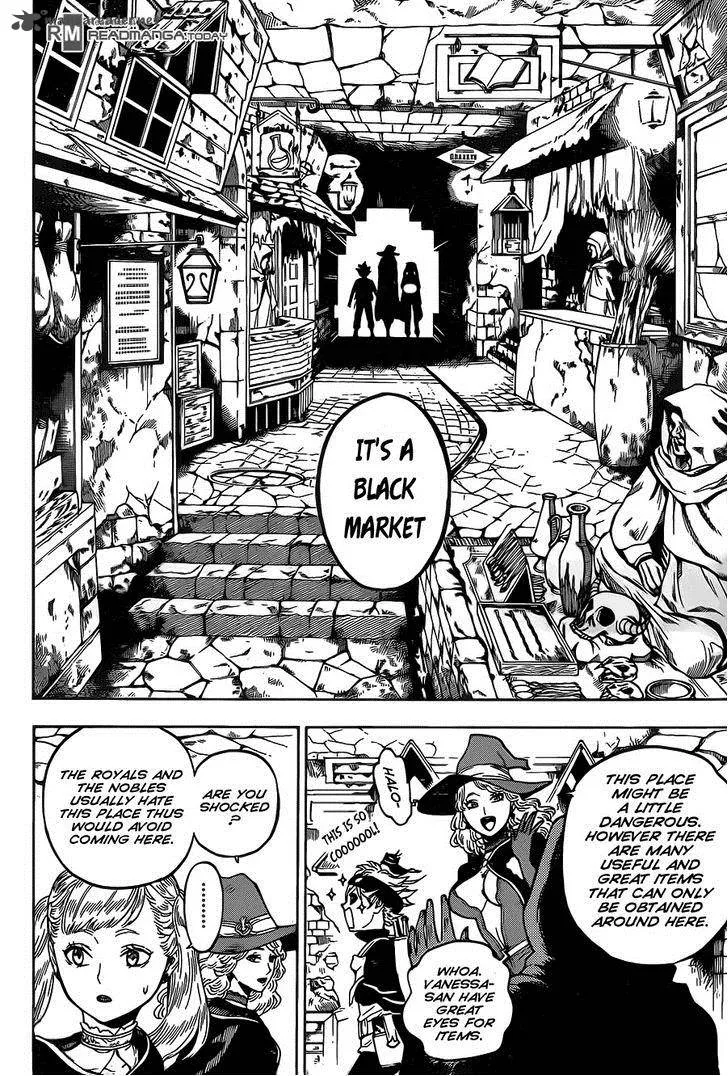 RM READMANGA.TODAY
IT'S A
BLACK
MARKET
THIS PLACE
MIGHT BE
A LITTLE
DANGEROUS.
HOWEVER THERE
ARE MANY
USEFUL AND
GREAT ITEMS
THAT CAN ONLY
BE OBTAINED
AROUND HERE.
HALO~
THIS IS SO
COOOOOL!
WHOA.
VANESSA-
SAN HAVE
GREAT
EYES FOR
ITEMS.
ARE YOU
SHOCKED
?
THE ROYALS AND
THE NOBLES
USUALLY HATE
THIS PLACE THUS
WOULD AVOID
COMING HERE.
......